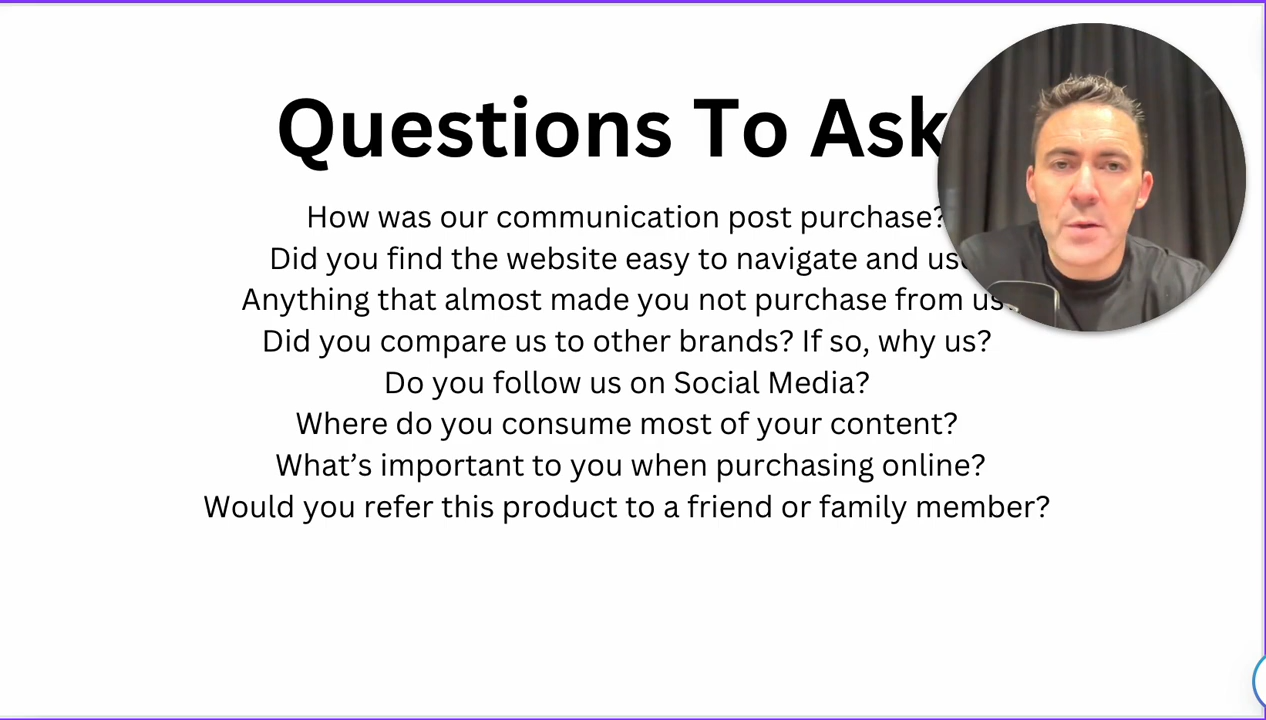 Questions To Ask
How was our communication post purchase?
Did you find the website easy to navigate and
Anything that almost made you not purchase from us
Did you compare us to other brands? If so, why us?
Do you follow us on Social Media?
Where do you consume most of your content?
What's important to you when purchasing online?
Would you refer this product to a friend or family member?